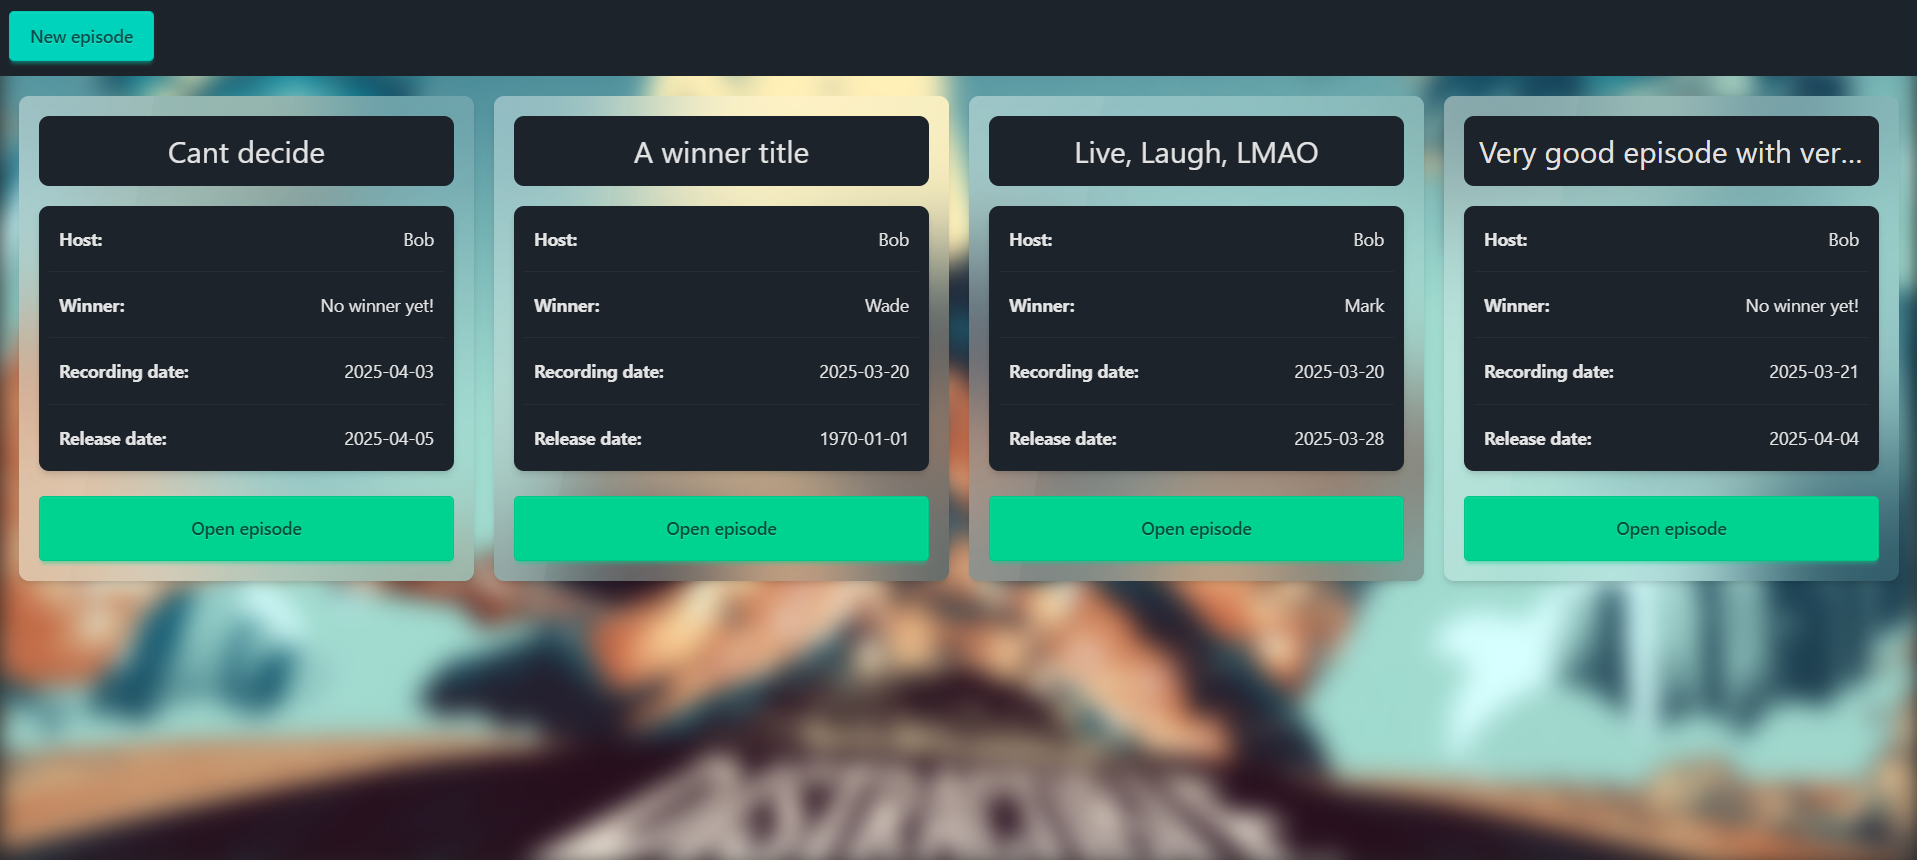 New episode
Cant decide
Host: Bob
Winner: No winner yet!
Recording date: 2025-04-03
Release date: 2025-04-05
Open episode
A winner title
Host: Bob
Winner: Wade
Recording date: 2025-03-20
Release date: 1970-01-01
Open episode
Live, Laugh, LMAO
Host: Bob
Winner: Mark
Recording date: 2025-03-20
Release date: 2025-03-28
Open episode
Very good episode with ver...
Host: Bob
Winner: No winner yet!
Recording date: 2025-03-21
Release date: 2025-04-04
Open episode